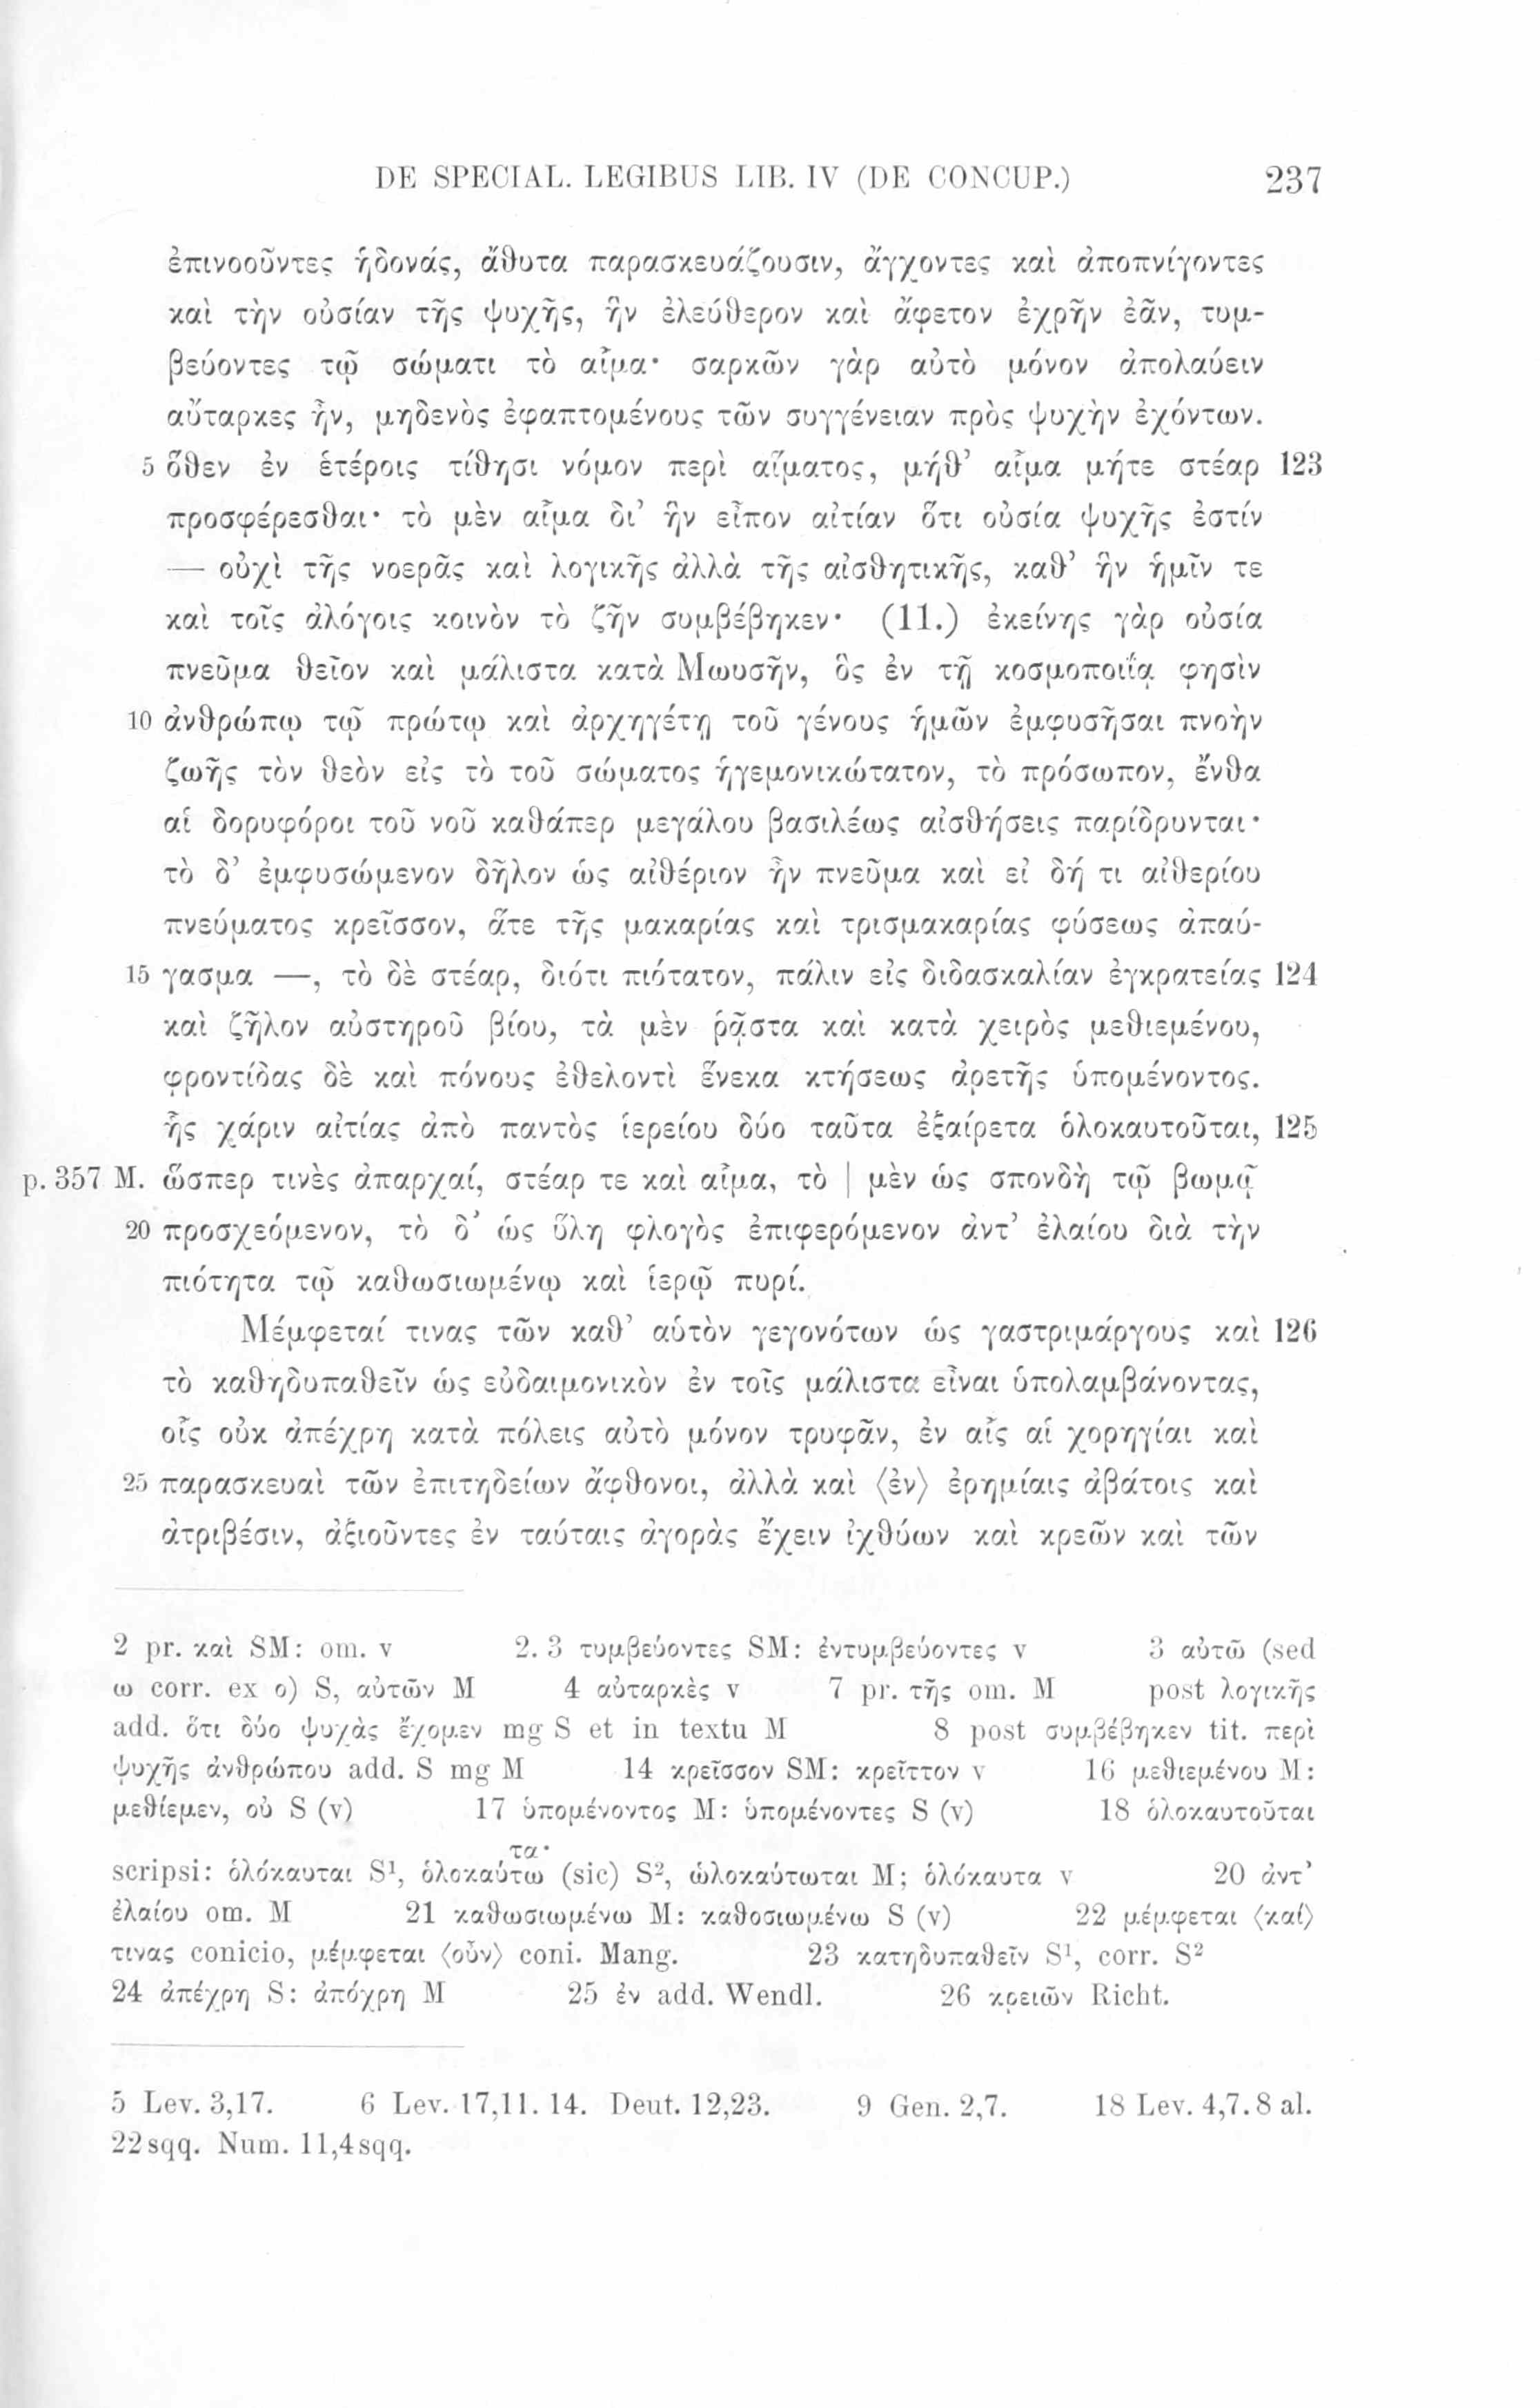 DE SPECIAL. LEGIBUS LIB. IV (DE CONCUP.) 237
ἐπινοοῦντες ἡδονάς, ἄθυτα παρασκευάζουσιν, ἄγχοντες καὶ ἀποπνίγοντες
καὶ τὴν οὐσίαν τῆς ψυχῆς, ἣν ἐλεύθερον καὶ ἄφετον ἐχρῆν ἐᾶν, τυμ-
βεύοντες τῷ σώματι τὸ αἷμα· σαρκῶν γὰρ αὐτὸ μόνον ἀπολαύειν
αὔταρκες ἦν, μηδενὸς ἐφαπτομένους τῶν συγγένειαν πρὸς ψυχὴν ἐχόντων.
5 ὅθεν ἐν ἑτέροις τίθησι νόμον περὶ αἵματος, μήθ’ αἷμα μήτε στέαρ 123
προσφέρεσθαι· τὸ μὲν αἷμα δι’ ἣν εἶπον αἰτίαν ὅτι οὐσία ψυχῆς ἐστίν
— οὐχὶ τῆς νοερᾶς καὶ λογικῆς ἀλλὰ τῆς αἰσθητικῆς, καθ’ ἣν ἡμῖν τε
καὶ τοῖς ἀλόγοις κοινὸν τὸ ζῆν συμβέβηκεν· (11.) ἐκείνης γὰρ οὐσία
πνεῦμα θεῖον καὶ μάλιστα κατὰ Μωυσῆν, ὃς ἐν τῇ κοσμοποιΐᾳ φησὶν
10 ἀνθρώπῳ τῷ πρώτῳ καὶ ἀρχηγέτῃ τοῦ γένους ἡμῶν ἐμφυσῆσαι πνοὴν
ζωῆς τὸν θεὸν εἰς τὸ τοῦ σώματος ἡγεμονικώτατον, τὸ πρόσωπον, ἔνθα
αἱ δορυφόροι τοῦ νοῦ καθάπερ μεγάλου βασιλέως αἰσθήσεις παρίδρυνται·
τὸ δ’ ἐμφυσώμενον δῆλον ὡς αἰθέριον ἦν πνεῦμα καὶ εἰ δή τι αἰθερίου
πνεύματος κρεῖσσον, ἅτε τῆς μακαρίας καὶ τρισμακαρίας φύσεως ἀπαύ-
15 γασμα —, τὸ δὲ στέαρ, διότι πιότατον, πάλιν εἰς διδασκαλίαν ἐγκρατείας 124
καὶ ζῆλον αὐστηροῦ βίου, τὰ μὲν ῥᾷστα καὶ κατὰ χειρὸς μεθιεμένου,
φροντίδας δὲ καὶ πόνους ἐθελοντὶ ἕνεκα κτήσεως ἀρετῆς ὑπομένοντος.
ἧς χάριν αἰτίας ἀπὸ παντὸς ἱερείου δύο ταῦτα ἐξαίρετα ὁλοκαυτοῦται, 125
p. 357 M. ὥσπερ τινὲς ἀπαρχαί, στέαρ τε καὶ αἷμα, τὸ | μὲν ὡς σπονδὴ τῷ βωμῷ
20 προσχεόμενον, τὸ δ’ ὡς ὕλη φλογὸς ἐπιφερόμενον ἀντ’ ἐλαίου διὰ τὴν
πιότητα τῷ καθωσιωμένῳ καὶ ἱερῷ πυρί.
Μέμφεταί τινας τῶν καθ’ αὑτὸν γεγονότων ὡς γαστριμάργους καὶ 126
τὸ καθηδυπαθεῖν ὡς εὐδαιμονικὸν ἐν τοῖς μάλιστα εἶναι ὑπολαμβάνοντας,
οἷς οὐκ ἀπέχρη κατὰ πόλεις αὐτὸ μόνον τρυφᾶν, ἐν αἷς αἱ χορηγίαι καὶ
25 παρασκευαὶ τῶν ἐπιτηδείων ἄφθονοι, ἀλλὰ καὶ ⟨ἐν⟩ ἐρημίαις ἀβάτοις καὶ
ἀτριβέσιν, ἀξιοῦντες ἐν ταύταις ἀγορὰς ἔχειν ἰχθύων καὶ κρεῶν καὶ τῶν
2 pr. καὶ SM: om. v 2. 3 τυμβεύοντες SM: ἐντυμβεύοντες v 3 αὐτῶ (sed
ω corr. ex ο) S, αὐτῶν M 4 αὐταρκὲς v 7 pr. τῆς om. M post λογικῆς
add. ὅτι δύο ψυχὰς ἔχομεν mg S et in textu M 8 post συμβέβηκεν tit. περὶ
ψυχῆς ἀνθρώπου add. S mg M 14 κρεῖσσον SM: κρεῖττον v 16 μεθιεμένου M:
μεθίεμεν, οὐ S (v) 17 ὑπομένοντος M: ὑπομένοντες S (v) 18 ὁλοκαυτοῦται
τα·
scripsi: ὁλόκαυται S¹, ὁλοκαύτω (sic) S², ὡλοκαύτωται M; ὁλόκαυτα v 20 ἀντ’
ἐλαίου om. M 21 καθωσιωμένω M: καθοσιωμένω S (v) 22 μέμφεται ⟨καί⟩
τινας conicio, μέμφεται ⟨οὖν⟩ coni. Mang. 23 κατηδυπαθεῖν S¹, corr. S²
24 ἀπέχρη S: ἀπόχρη M 25 ἐν add. Wendl. 26 κρειῶν Richt.
5 Lev. 3,17. 6 Lev. 17,11. 14. Deut. 12,23. 9 Gen. 2,7. 18 Lev. 4,7. 8 al.
22 sqq. Num. 11,4 sqq.